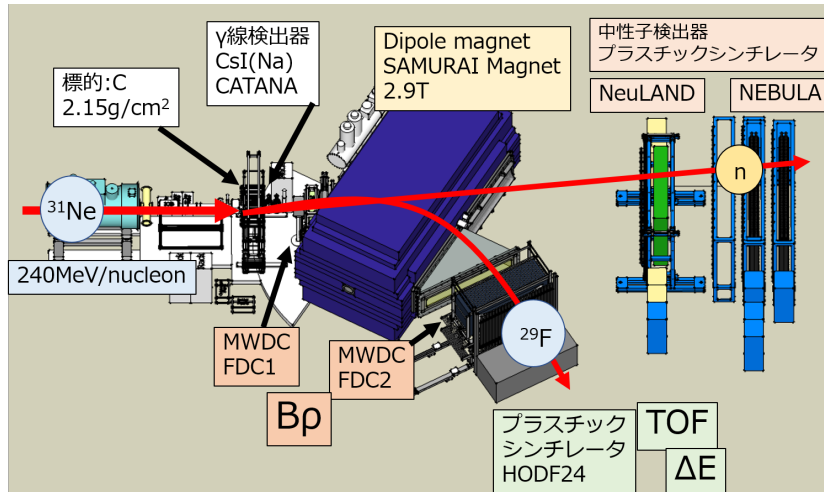 γ線検出器
CsI(Na)
CATANA
標的:C
2.15g/cm²
Dipole magnet
SAMURAI Magnet
2.9T
中性子検出器
プラスチックシンチレータ
NeuLAND
NEBULA
³¹Ne
n
240MeV/nucleon
MWDC
FDC1
MWDC
FDC2
²⁹F
Bρ
プラスチック
シンチレータ
HODF24
TOF
ΔE